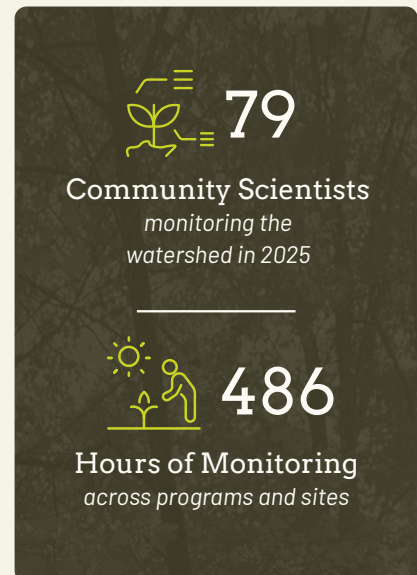 79
Community Scientists
monitoring the
watershed in 2025
486
Hours of Monitoring
across programs and sites